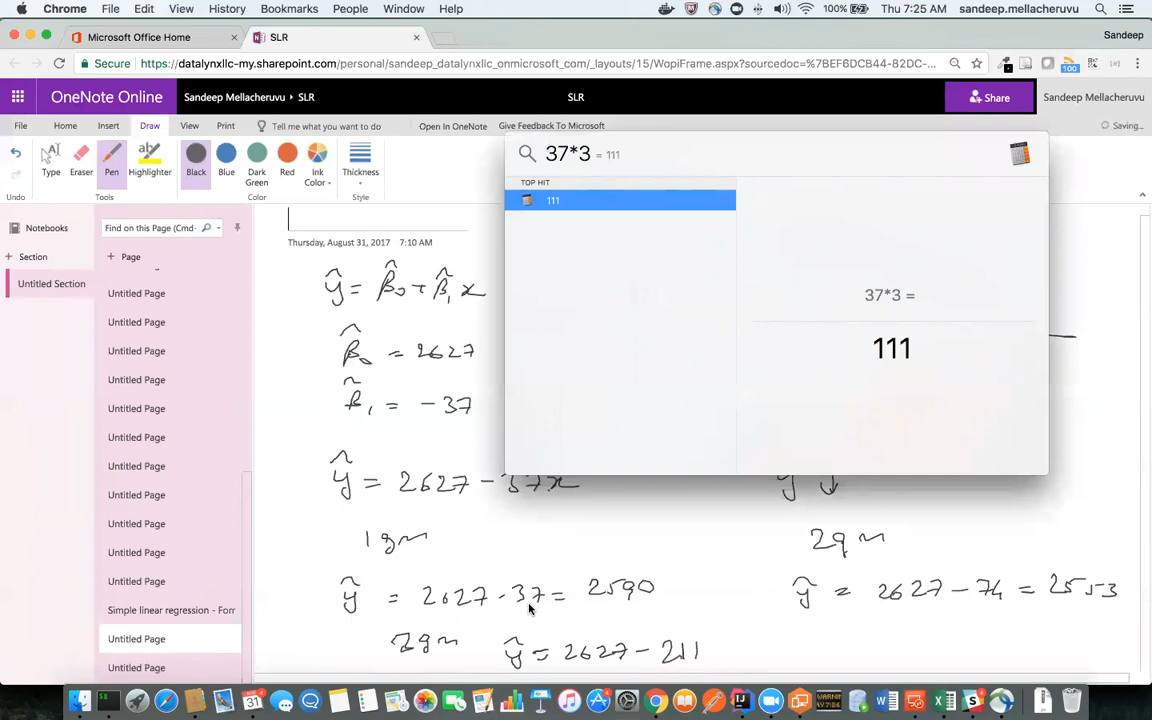 Chrome File Edit View History Bookmarks People Window Help 100% Thu 7:25 AM sandeep.mellacheruvu
Microsoft Office Home × SLR × Sandeep
Secure https://datalynxllc-my.sharepoint.com/personal/sandeep_datalynxllc_onmicrosoft_com/_layouts/15/WopiFrame.aspx?sourcedoc=%7BEF6DCB44-82DC-... 100
OneNote Online Sandeep Mellacheruvu ▸ SLR SLR Share Sandeep Mellacheruvu
File Home Insert Draw View Print Tell me what you want to do Open In OneNote Give Feedback To Microsoft Saving...
Type Eraser Pen Highlighter Black Blue Dark Green Red Ink Color Thickness
Undo Tools Color Style
37*3 = 111
TOP HIT
111
37*3 =
111
Notebooks
Section
Untitled Section
Find on this Page (Cmd-
Page
Untitled Page
Untitled Page
Untitled Page
Untitled Page
Untitled Page
Untitled Page
Untitled Page
Untitled Page
Untitled Page
Untitled Page
Untitled Page
Simple linear regression - Form
Untitled Page
Untitled Page
Thursday, August 31, 2017 7:10 AM
ŷ = β̂₀ + β̂₁ x
β̂₀ = 2627
β̂₁ = -37
ŷ = 2627 - 37x
y ↓
1gm
2gm
ŷ = 2627 - 37 = 2590
ŷ = 2627 - 74 = 2553
3gm ŷ = 2627 - 211